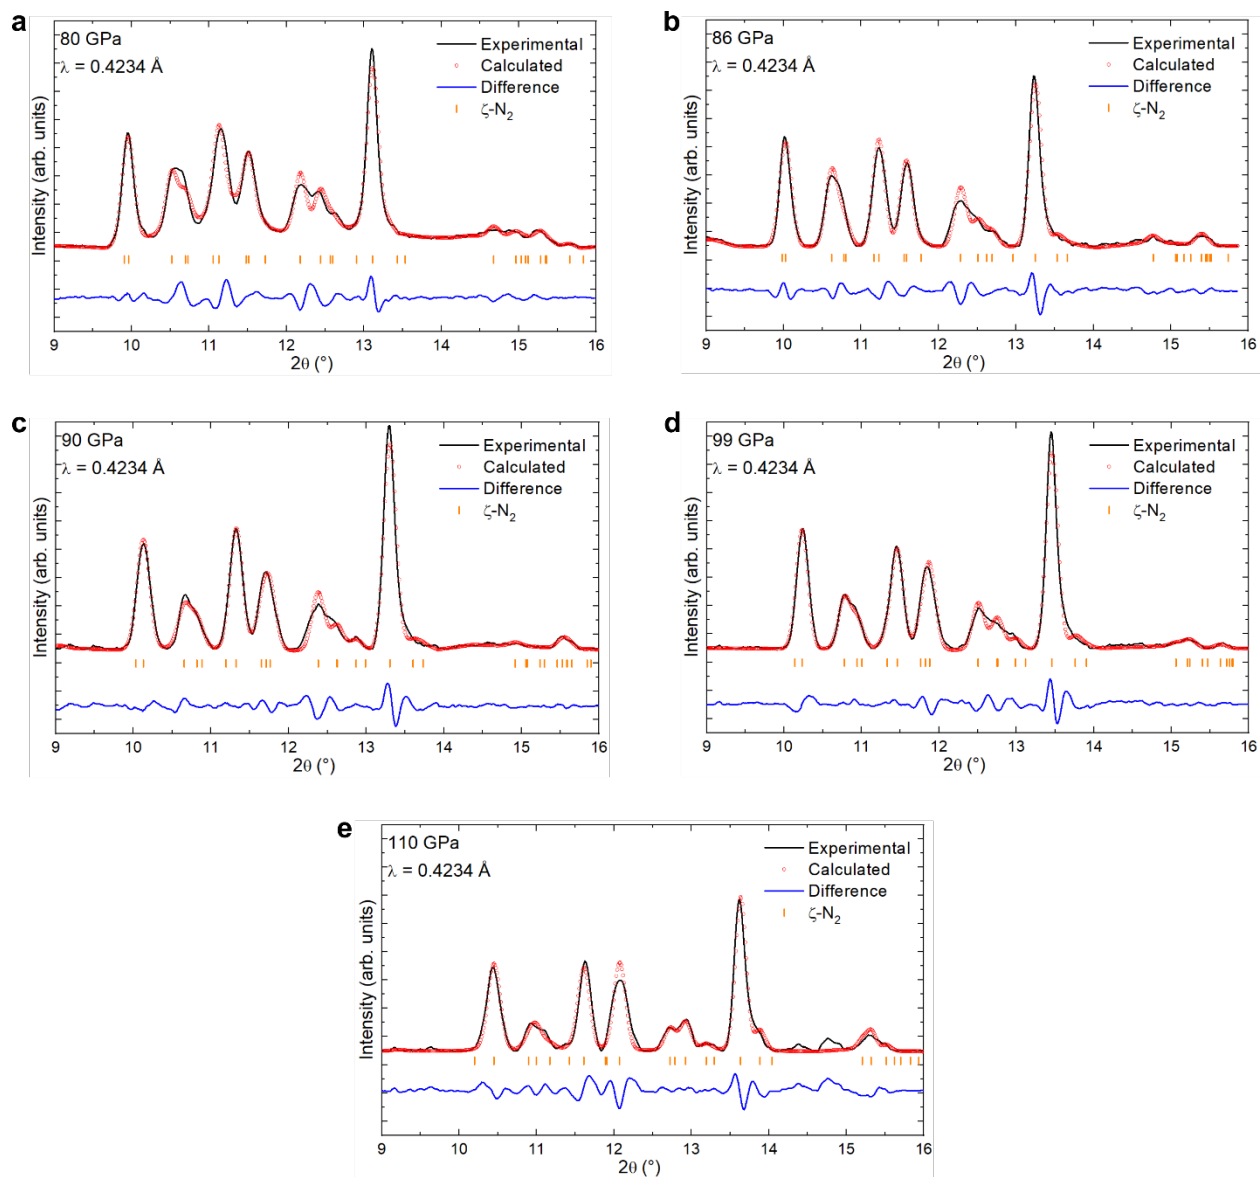 a
80 GPa
λ = 0.4234 Å
Experimental
Calculated
Difference
ζ-N₂
Intensity (arb. units)
9 10 11 12 13 14 15 16
2θ (°)
b
86 GPa
λ = 0.4234 Å
Experimental
Calculated
Difference
ζ-N₂
Intensity (arb. units)
9 10 11 12 13 14 15 16
2θ (°)
c
90 GPa
λ = 0.4234 Å
Experimental
Calculated
Difference
ζ-N₂
Intensity (arb. units)
9 10 11 12 13 14 15 16
2θ (°)
d
99 GPa
λ = 0.4234 Å
Experimental
Calculated
Difference
ζ-N₂
Intensity (arb. units)
9 10 11 12 13 14 15 16
2θ (°)
e
110 GPa
λ = 0.4234 Å
Experimental
Calculated
Difference
ζ-N₂
Intensity (arb. units)
9 10 11 12 13 14 15 16
2θ (°)